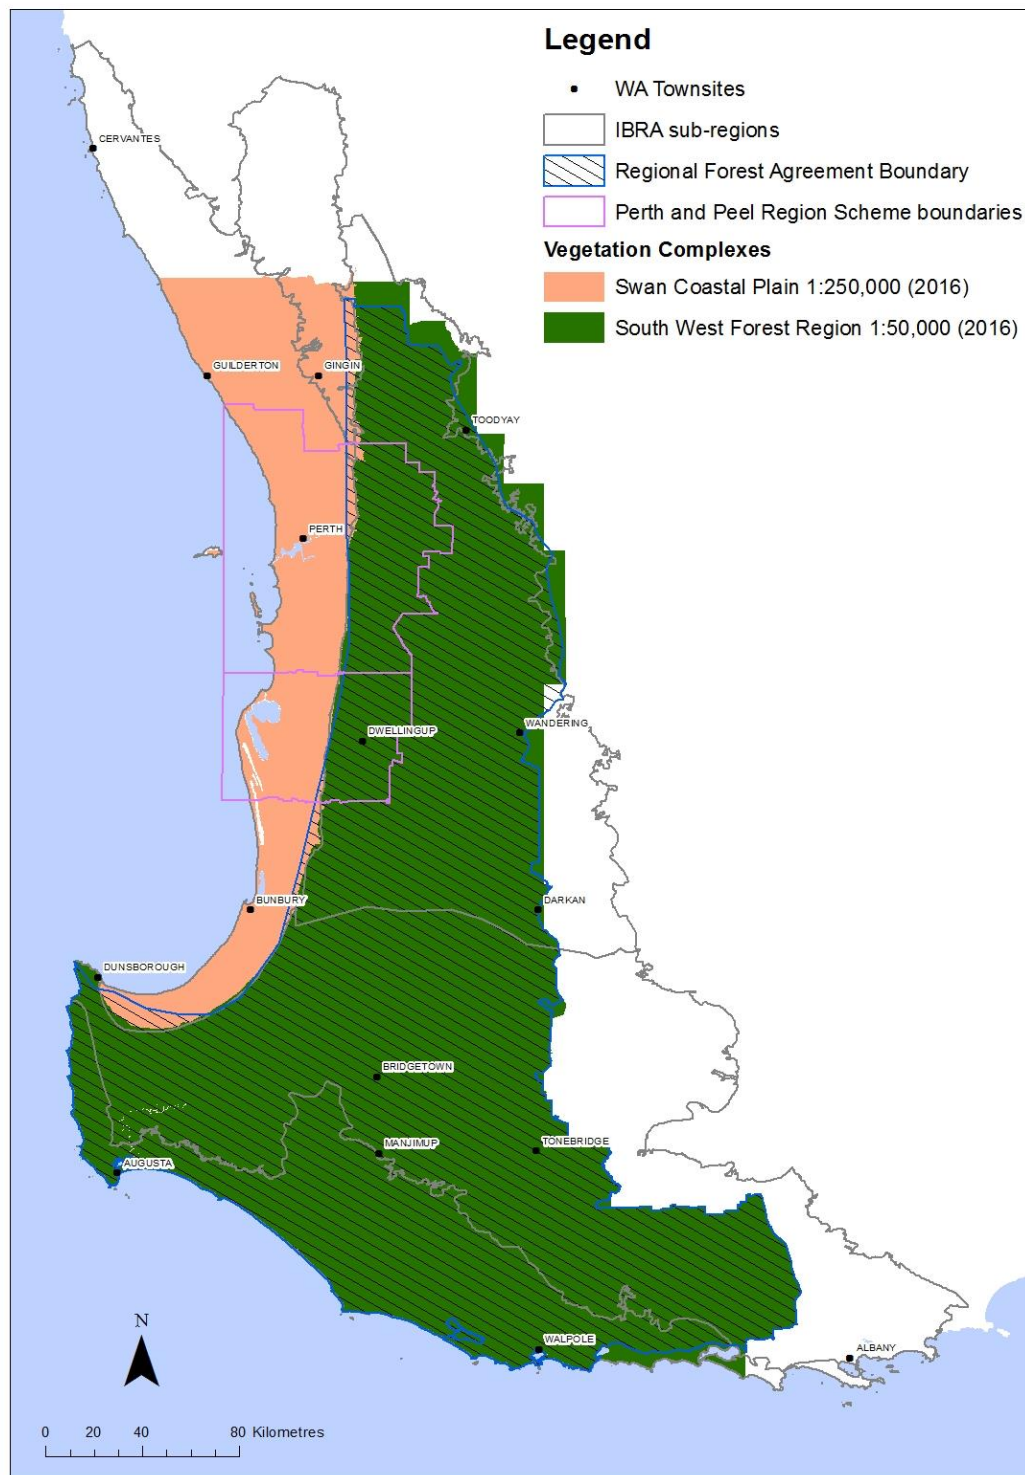 Legend
WA Townsites
IBRA sub-regions
Regional Forest Agreement Boundary
Perth and Peel Region Scheme boundaries
Vegetation Complexes
Swan Coastal Plain 1:250,000 (2016)
South West Forest Region 1:50,000 (2016)
CERVANTES
GUILDERTON
GINGIN
TOODYAY
PERTH
WANDERING
DWELLINGUP
BUNBURY
DARKAN
DUNSBOROUGH
BRIDGETOWN
MANJIMUP
TONEBRIDGE
AUGUSTA
WALPOLE
ALBANY
N
0 20 40 80 Kilometres